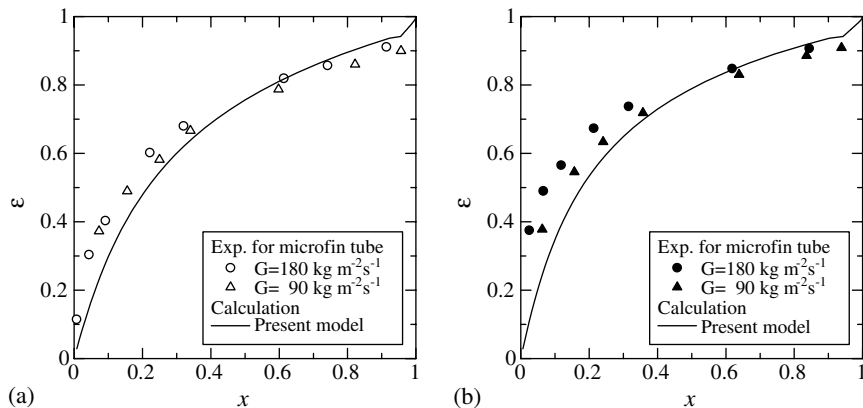 1
0.8
0.6
0.4
0.2
0
ε
0
0.2
0.4
0.6
0.8
1
x
(a)
Exp. for microfin tube
G=180 kg m⁻²s⁻¹
G= 90 kg m⁻²s⁻¹
Calculation
Present model
1
0.8
0.6
0.4
0.2
0
ε
0
0.2
0.4
0.6
0.8
1
x
(b)
Exp. for microfin tube
G=180 kg m⁻²s⁻¹
G= 90 kg m⁻²s⁻¹
Calculation
Present model